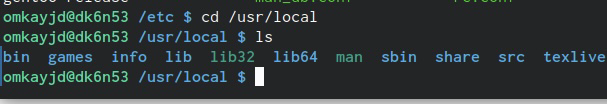 omkayjd@dk6n53 /etc $ cd /usr/local
omkayjd@dk6n53 /usr/local $ ls
bin games info lib lib32 lib64 man sbin share src texlive
omkayjd@dk6n53 /usr/local $